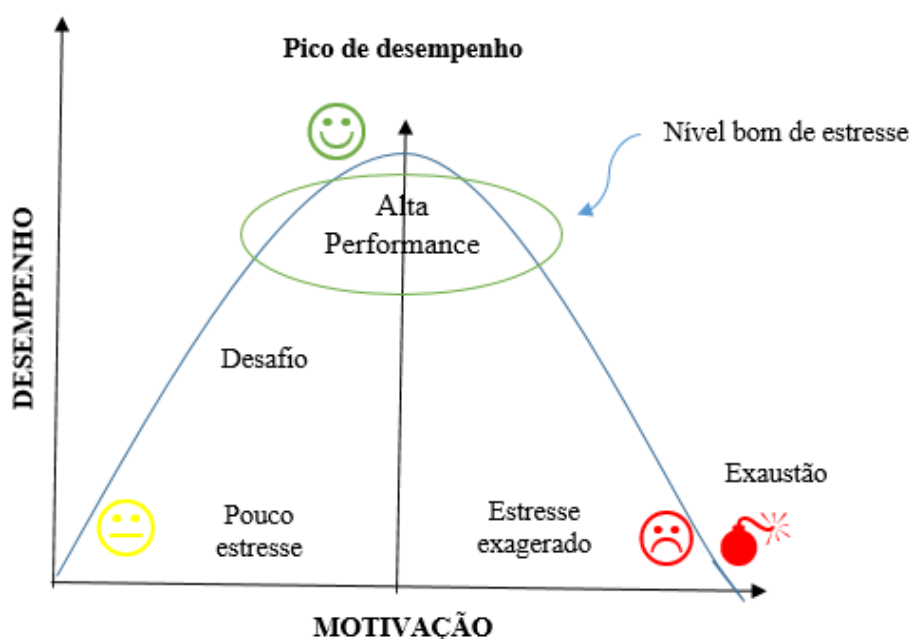 Pico de desempenho
Nível bom de estresse
Alta
Performance
DESEMPENHO
Desafio
Exaustão
Pouco
estresse
Estresse
exagerado
MOTIVAÇÃO